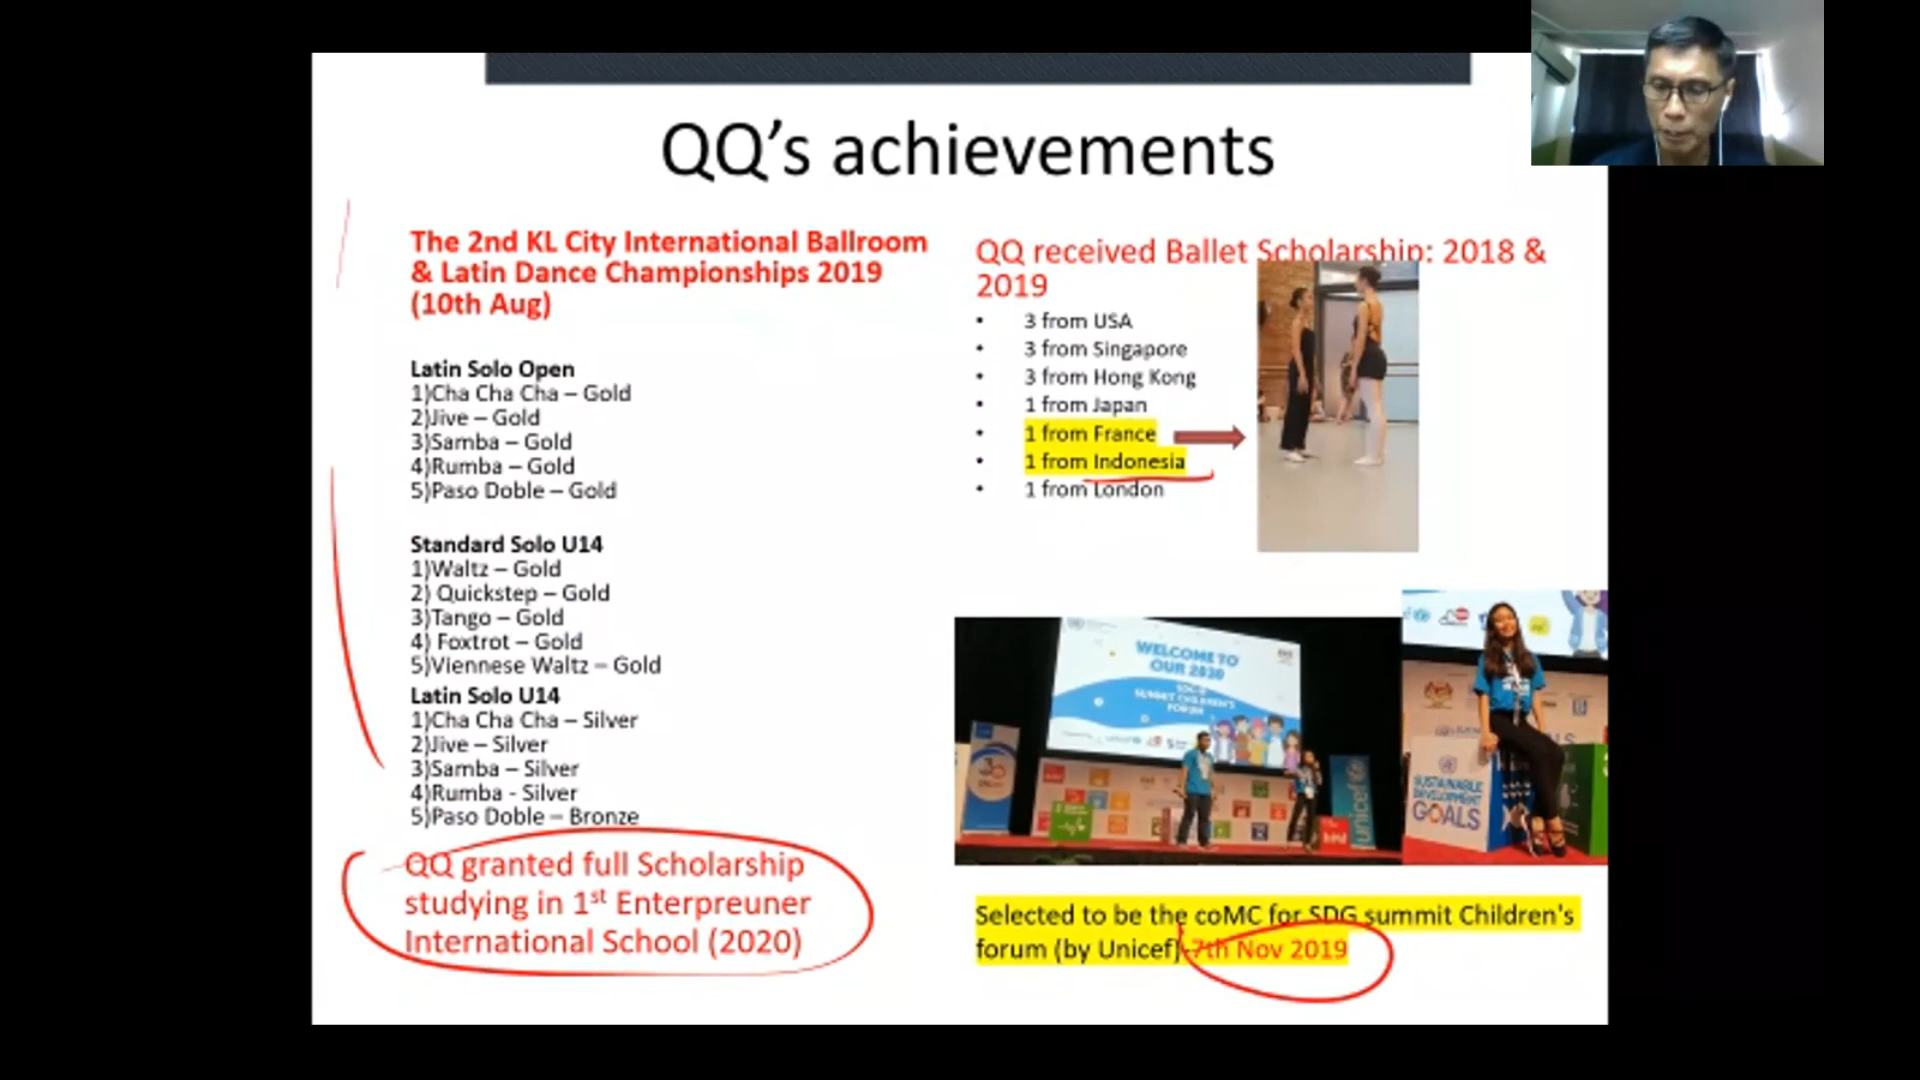 QQ's achievements
The 2nd KL City International Ballroom
& Latin Dance Championships 2019
(10th Aug)
Latin Solo Open
1)Cha Cha Cha – Gold
2)Jive – Gold
3)Samba – Gold
4)Rumba – Gold
5)Paso Doble – Gold
Standard Solo U14
1)Waltz – Gold
2) Quickstep – Gold
3)Tango – Gold
4) Foxtrot – Gold
5)Viennese Waltz – Gold
Latin Solo U14
1)Cha Cha Cha – Silver
2)Jive – Silver
3)Samba – Silver
4)Rumba - Silver
5)Paso Doble – Bronze
QQ granted full Scholarship
studying in 1st Enterpreuner
International School (2020)
QQ received Ballet Scholarship: 2018 &
2019
• 3 from USA
• 3 from Singapore
• 3 from Hong Kong
• 1 from Japan
• 1 from France
• 1 from Indonesia
• 1 from London
WELCOME TO
OUR 2030
SUMMIT CHILDREN'S
FORUM
unicef
SUSTAINABLE
DEVELOPMENT
GOALS
Selected to be the coMC for SDG summit Children's
forum (by Unicef)-7th Nov 2019